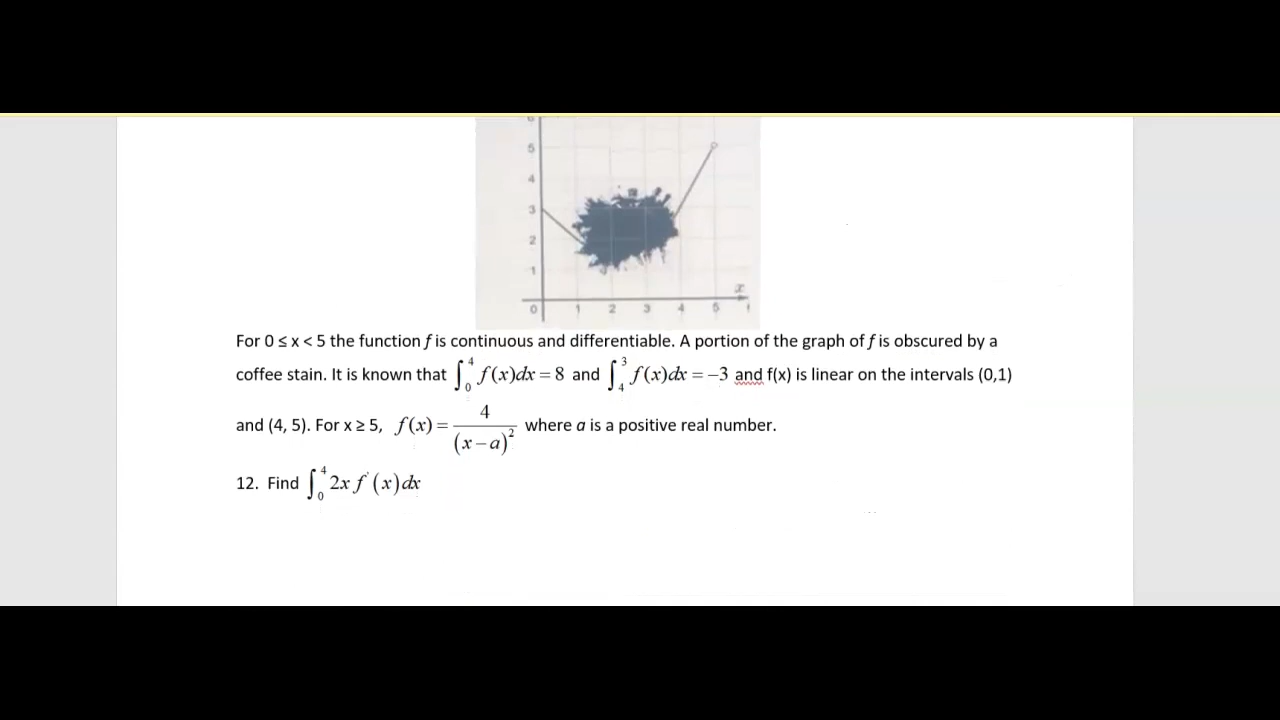 5
4
3
2
1
x
0 1 2 3 4 5
For 0 ≤ x < 5 the function f is continuous and differentiable. A portion of the graph of f is obscured by a
coffee stain. It is known that ∫₀⁴ f(x)dx = 8 and ∫₄³ f(x)dx = −3 and f(x) is linear on the intervals (0,1)
and (4, 5). For x ≥ 5, f(x) = 4/(x−a)² where a is a positive real number.
12. Find ∫₀⁴ 2x f′(x)dx